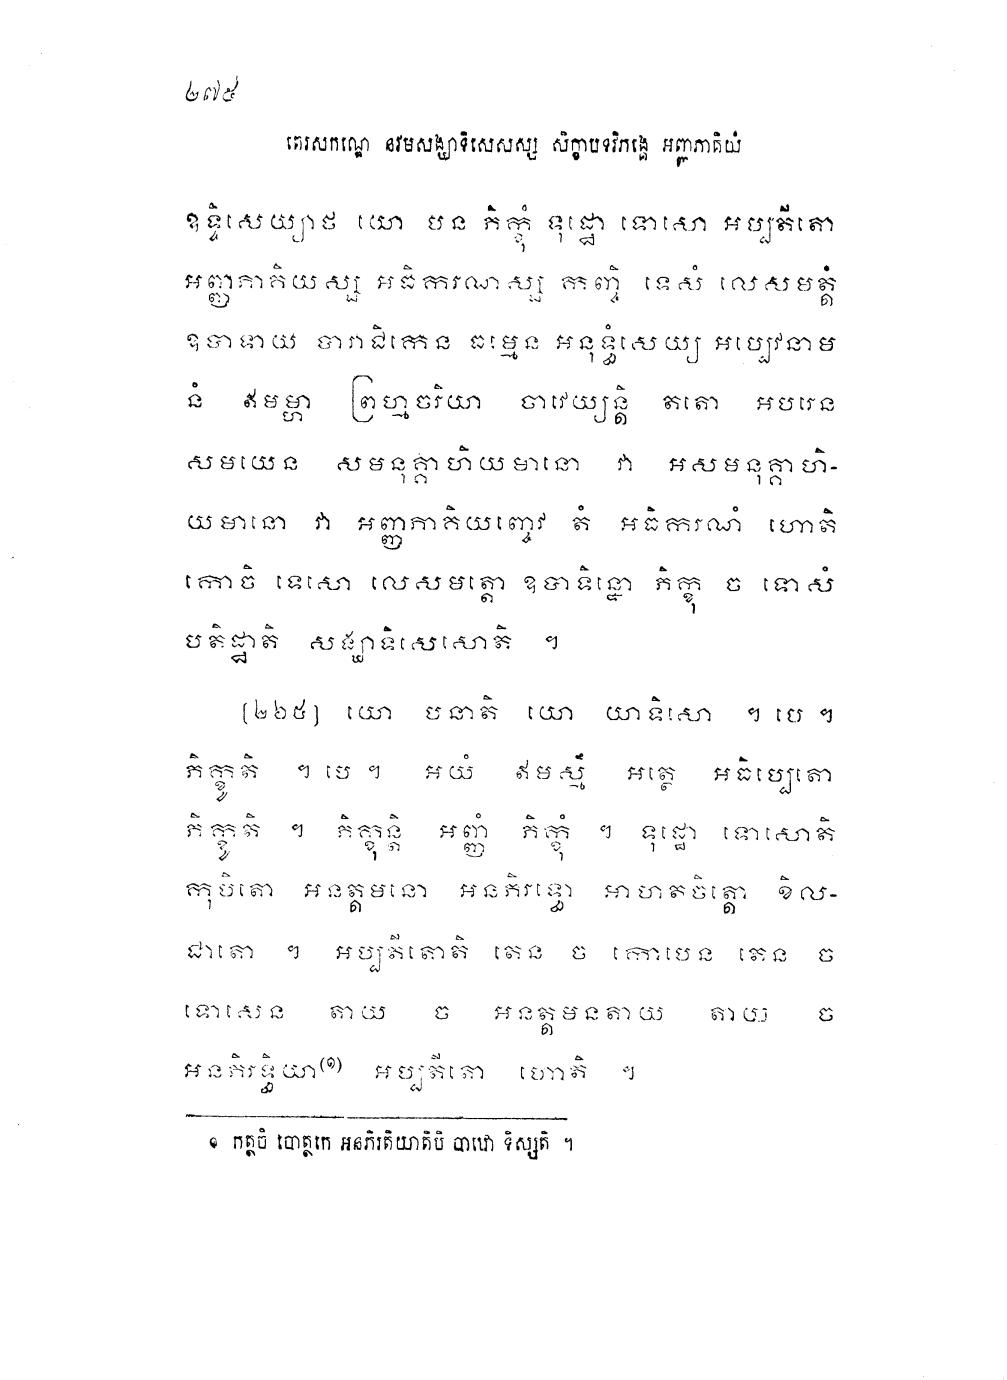 ២៧៥
តេរសកណ្ឌេ នវមសង្ឃាទិសេសស្ស សិក្ខាបទវិភង្គេ អញ្ញភាគិយំ
ឧទ្ទិសេយ្យាថ យោ បន ភិក្ខុំ ទុដ្ឋោ ទោសោ អប្បតីតោ
អញ្ញភាគិយស្ស អធិករណស្ស កញ្ចិ ទេសំ លេសមត្តំ
ឧបាទាយ បារាជិកេន ធម្មេន អនុទ្ធំសេយ្យ អប្បេវនាម
នំ ឥមម្ហា ព្រហ្មចរិយា ចាវេយ្យន្តិ តតោ អបរេន
សមយេន សមនុគ្គាហិយមានោ វា អសមនុគ្គាហិ-
យមានោ វា អញ្ញភាគិយញ្ចេវ តំ អធិករណំ ហោតិ
កោចិ ទេសោ លេសមត្តោ ឧបាទិន្នោ ភិក្ខុ ច ទោសំ
បតិដ្ឋាតិ សង្ឃាទិសេសោតិ ។
[២២៥] យោ បនាតិ យោ យាទិសោ ។ បេ ។
ភិក្ខូតិ ។ បេ ។ អយំ ឥមស្មឹ អត្ថេ អធិប្បេតោ
ភិក្ខូតិ ។ ភិក្ខុន្តិ អញ្ញំ ភិក្ខុំ ។ ទុដ្ឋោ ទោសោតិ
កុបិតោ អនត្តមនោ អនភិរទ្ធោ អាហតចិត្តោ ខិល-
ជាតោ ។ អប្បតីតោតិ តេន ច កោបេន តេន ច
ទោសេន តាយ ច អនត្តមនតាយ តាយ ច
អនភិរទ្ធិយា(១) អប្បតីតោ ហោតិ ។
១ កត្ថចិ បោត្ថកេ អនភិរតិយាតិបិ បាឋោ ទិស្សតិ ។